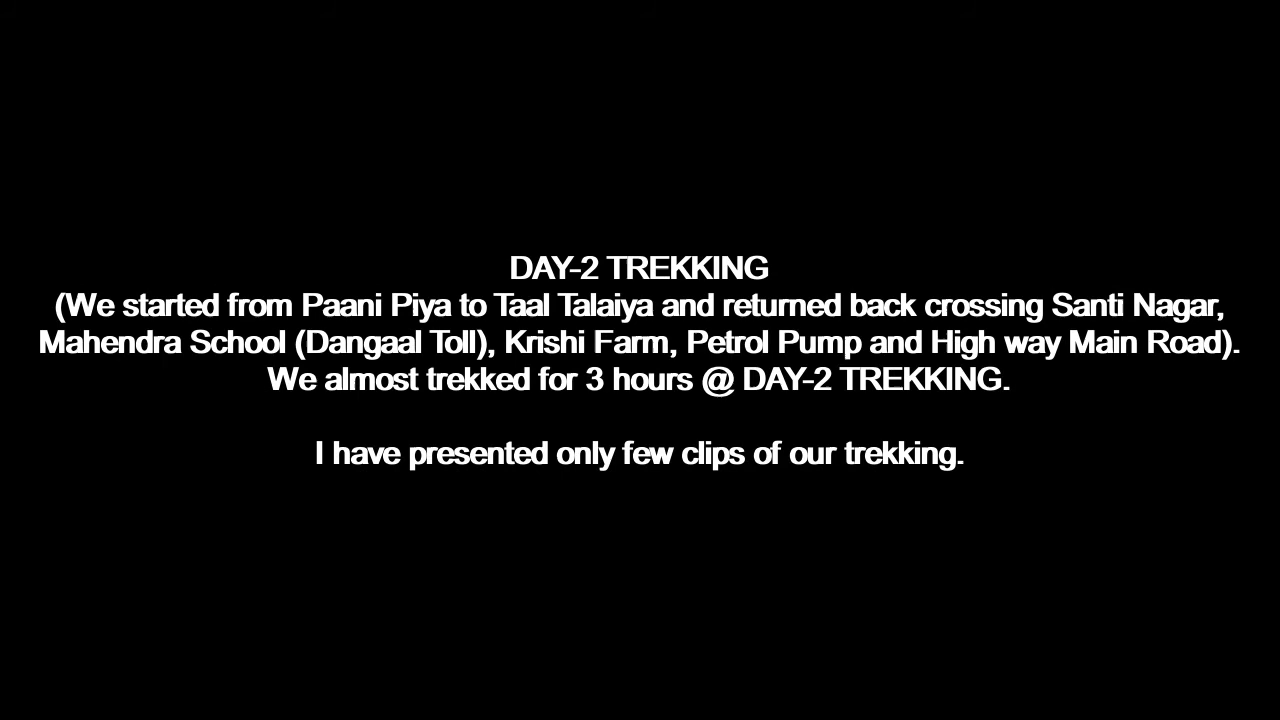 DAY-2 TREKKING
(We started from Paani Piya to Taal Talaiya and returned back crossing Santi Nagar,
Mahendra School (Dangaal Toll), Krishi Farm, Petrol Pump and High way Main Road).
We almost trekked for 3 hours @ DAY-2 TREKKING.
I have presented only few clips of our trekking.